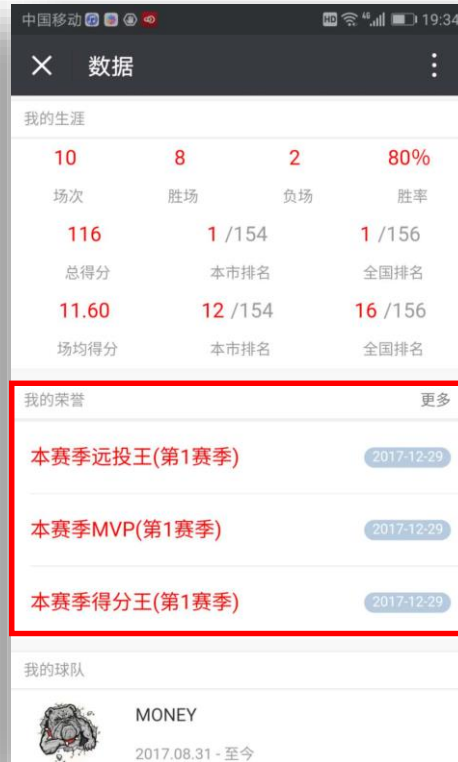 中国移动 HD 46 19:34
数据
我的生涯
10 8 2 80%
场次 胜场 负场 胜率
116 1 /154 1 /156
总得分 本市排名 全国排名
11.60 12 /154 16 /156
场均得分 本市排名 全国排名
我的荣誉 更多
本赛季远投王(第1赛季) 2017-12-29
本赛季MVP(第1赛季) 2017-12-29
本赛季得分王(第1赛季) 2017-12-29
我的球队
MONEY
2017.08.31 - 至今